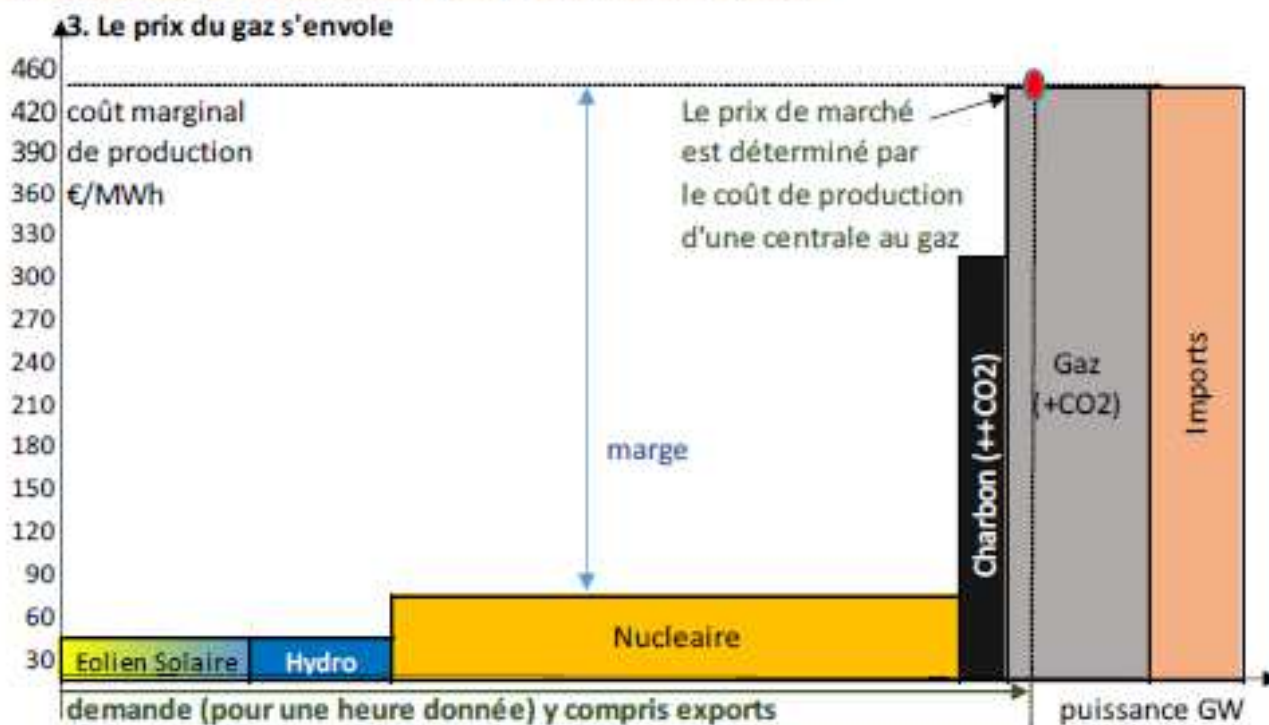 3. Le prix du gaz s'envole
460
420
390
360
330
300
270
240
210
180
150
120
90
60
30
coût marginal
de production
€/MWh
Le prix de marché
est déterminé par
le coût de production
d'une centrale au gaz
marge
Charbon (++CO2)
Gaz
(+CO2)
Imports
Eolien Solaire
Hydro
Nucleaire
demande (pour une heure donnée) y compris exports
puissance GW